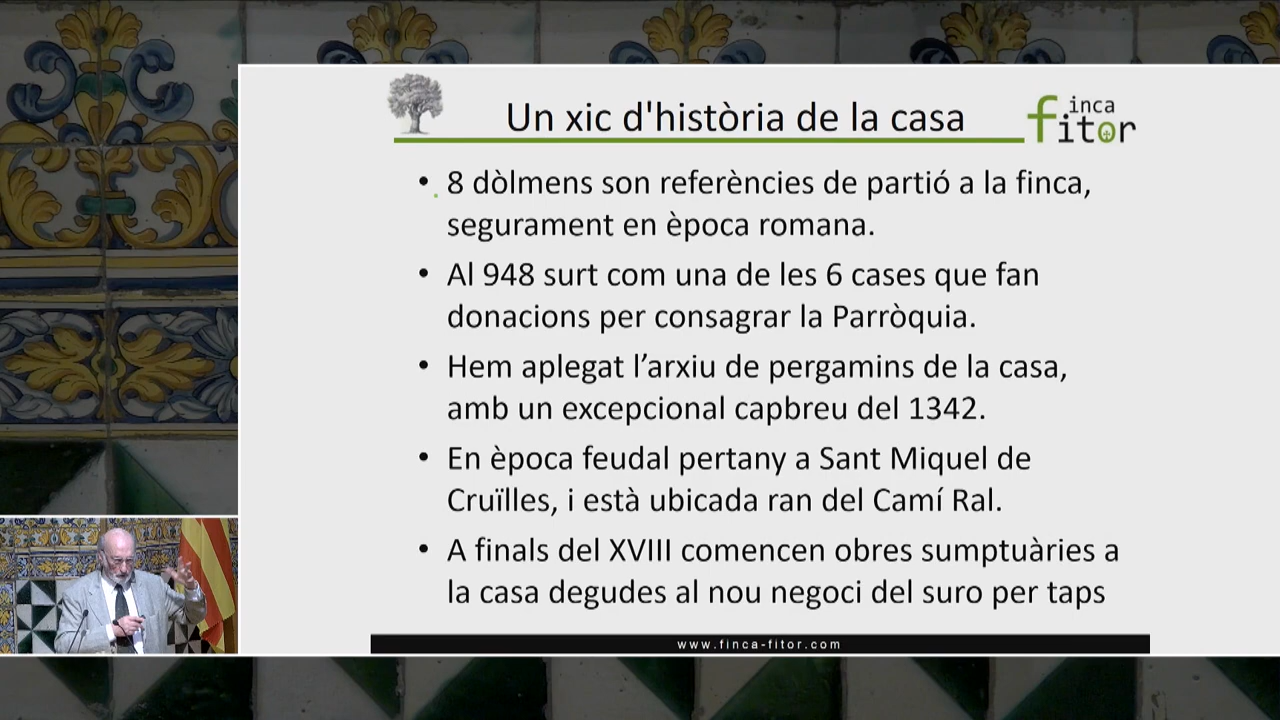 Un xic d'història de la casa
finca
fitor
8 dòlmens son referències de partió a la finca,
segurament en època romana.
Al 948 surt com una de les 6 cases que fan
donacions per consagrar la Parròquia.
Hem aplegat l’arxiu de pergamins de la casa,
amb un excepcional capbreu del 1342.
En època feudal pertany a Sant Miquel de
Cruïlles, i està ubicada ran del Camí Ral.
A finals del XVIII comencen obres sumptuàries a
la casa degudes al nou negoci del suro per taps
www.finca-fitor.com